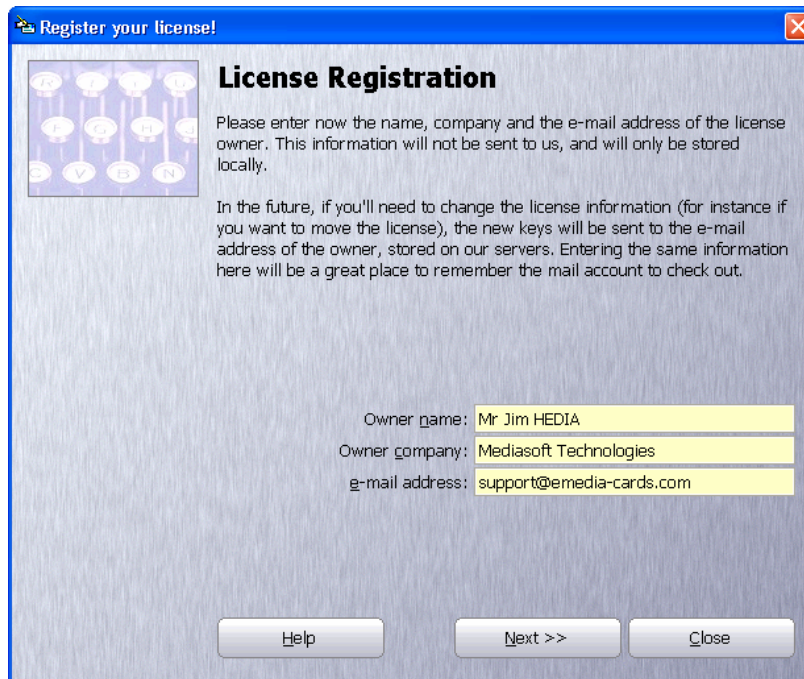 Register your license!
License Registration
Please enter now the name, company and the e-mail address of the license
owner. This information will not be sent to us, and will only be stored
locally.
In the future, if you'll need to change the license information (for instance if
you want to move the license), the new keys will be sent to the e-mail
address of the owner, stored on our servers. Entering the same information
here will be a great place to remember the mail account to check out.
Owner name: Mr Jim HEDIA
Owner company: Mediasoft Technologies
e-mail address: support@emedia-cards.com
Help Next >> Close